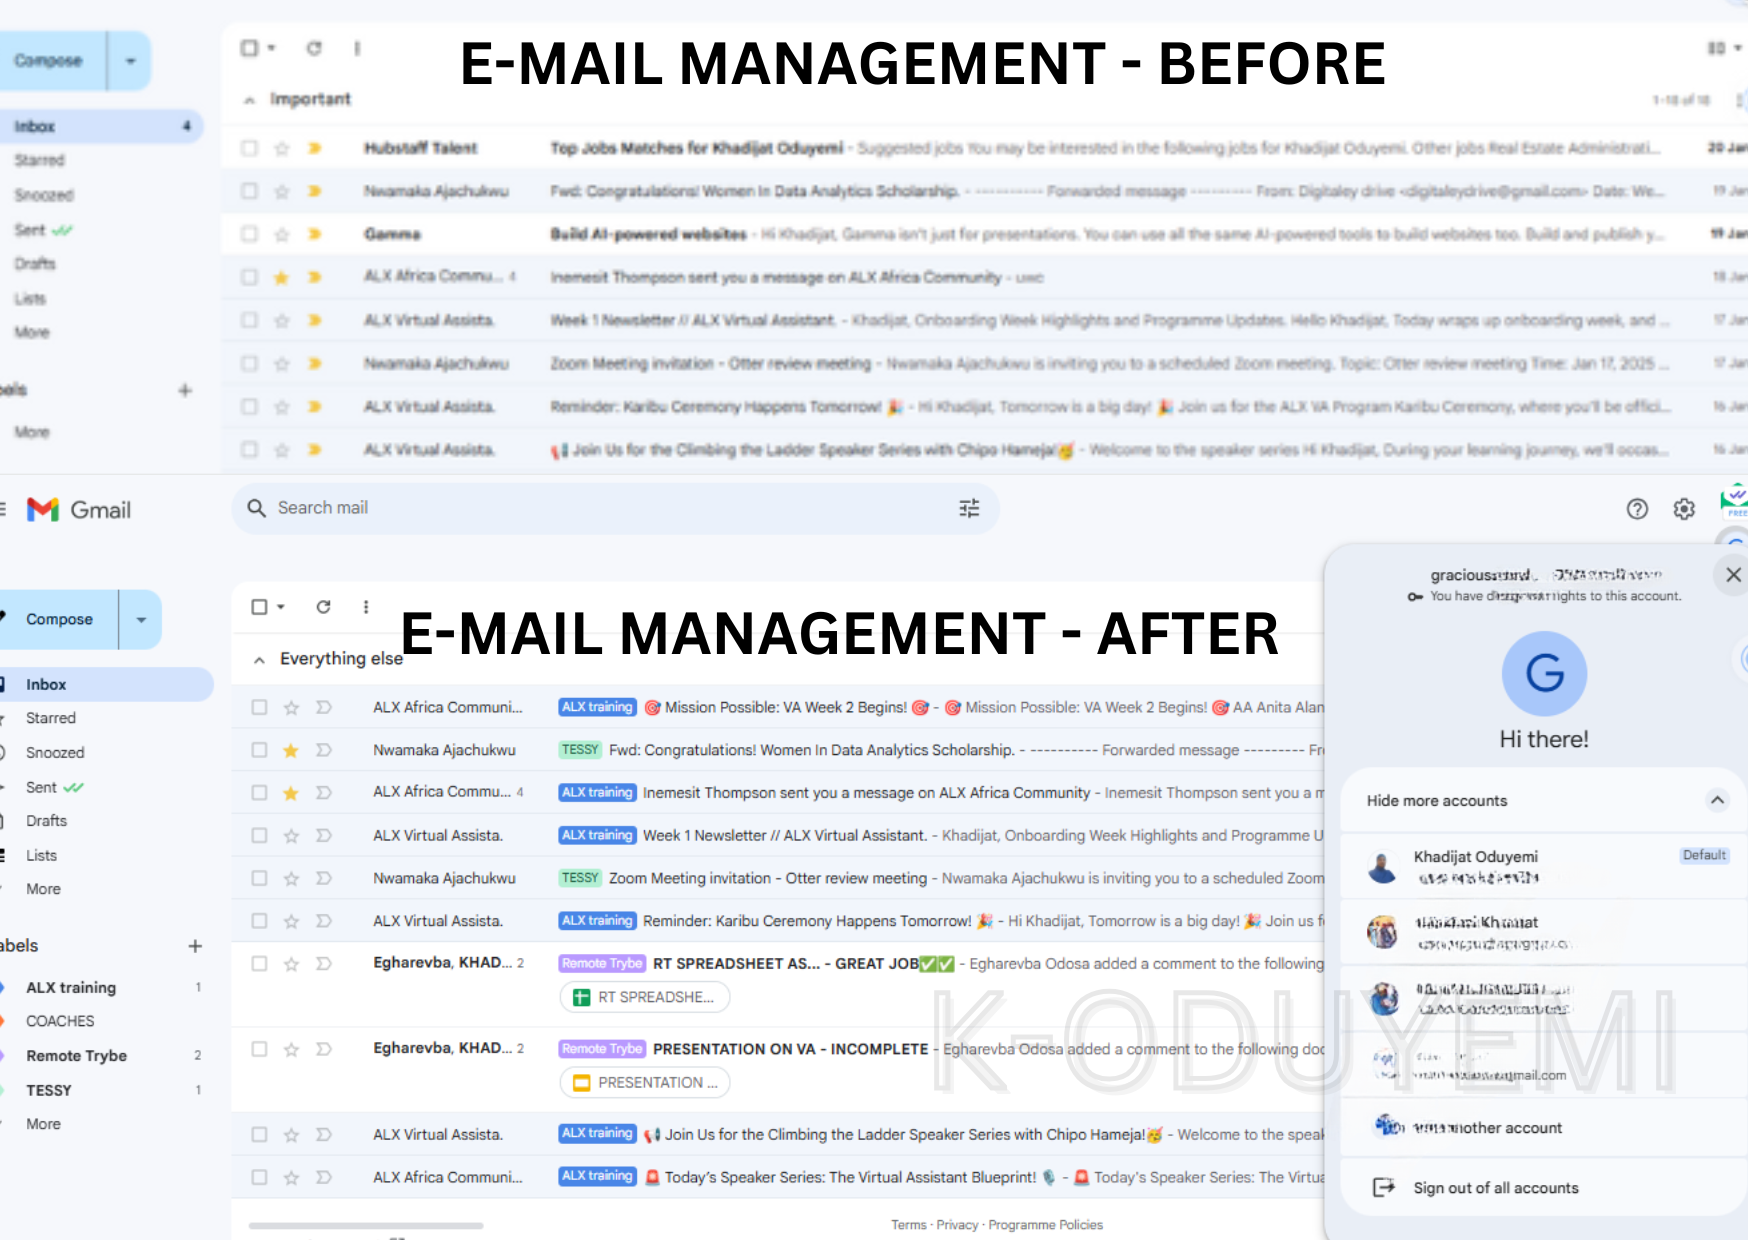 E-MAIL MANAGEMENT - BEFORE
Compose
Important
1-18 of 18
Inbox 4
Starred
Snoozed
Sent
Drafts
Lists
More
More
Hubstaff Talent Top Jobs Matches for Khadijat Oduyemi - Suggested jobs You may be interested in the following jobs for Khadijat Oduyemi. Other jobs Real Estate Administrati... 20 Jan
Nwamaka Ajachukwu Fwd: Congratulations! Women In Data Analytics Scholarship. - ---------- Forwarded message --------- From: Digitaley drive <digitaleydrive@gmail.com> Date: We... 19 Jan
Gamma Build AI-powered websites - Hi Khadijat, Gamma isn't just for presentations. You can use all the same AI-powered tools to build websites too. Build and publish y... 19 Jan
ALX Africa Commu... 4 Inemesit Thompson sent you a message on ALX Africa Community - 18 Jan
ALX Virtual Assista. Week 1 Newsletter // ALX Virtual Assistant. - Khadijat, Onboarding Week Highlights and Programme Updates. Hello Khadijat, Today wraps up onboarding week, and ... 17 Jan
Nwamaka Ajachukwu Zoom Meeting invitation - Otter review meeting - Nwamaka Ajachukwu is inviting you to a scheduled Zoom meeting. Topic: Otter review meeting Time: Jan 17, 2025 ... 17 Jan
ALX Virtual Assista. Reminder: Karibu Ceremony Happens Tomorrow! 🎉 - Hi Khadijat, Tomorrow is a big day! 🎉 Join us for the ALX VA Program Karibu Ceremony, where you'll be offici... 16 Jan
ALX Virtual Assista. 📢 Join Us for the Climbing the Ladder Speaker Series with Chipo Hameja!🥳 - Welcome to the speaker series Hi Khadijat, During your learning journey, we'll occas... 16 Jan
Gmail
Search mail
FREE
E-MAIL MANAGEMENT - AFTER
Compose
Everything else
Inbox
Starred
Snoozed
Sent
Drafts
Lists
More
abels
ALX training 1
COACHES
Remote Trybe 2
TESSY 1
More
ALX Africa Communi... ALX training 🎯 Mission Possible: VA Week 2 Begins! 🎯 - 🎯 Mission Possible: VA Week 2 Begins! 🎯 AA Anita Alan
Nwamaka Ajachukwu TESSY Fwd: Congratulations! Women In Data Analytics Scholarship. - ---------- Forwarded message --------- Fr
ALX Africa Commu... 4 ALX training Inemesit Thompson sent you a message on ALX Africa Community - Inemesit Thompson sent you a m
ALX Virtual Assista. ALX training Week 1 Newsletter // ALX Virtual Assistant. - Khadijat, Onboarding Week Highlights and Programme U
Nwamaka Ajachukwu TESSY Zoom Meeting invitation - Otter review meeting - Nwamaka Ajachukwu is inviting you to a scheduled Zoom
ALX Virtual Assista. ALX training Reminder: Karibu Ceremony Happens Tomorrow! 🎉 - Hi Khadijat, Tomorrow is a big day! 🎉 Join us f
Egharevba, KHAD... 2 Remote Trybe RT SPREADSHEET AS... - GREAT JOB✅✅ - Egharevba Odosa added a comment to the following
RT SPREADSHE...
Egharevba, KHAD... 2 Remote Trybe PRESENTATION ON VA - INCOMPLETE - Egharevba Odosa added a comment to the following doc
PRESENTATION ...
ALX Virtual Assista. ALX training 📢 Join Us for the Climbing the Ladder Speaker Series with Chipo Hameja!🥳 - Welcome to the speak
ALX Africa Communi... ALX training 🚨 Today's Speaker Series: The Virtual Assistant Blueprint! 🎙️ - 🚨 Today's Speaker Series: The Virtua
Terms · Privacy · Programme Policies
You have rights to this account.
G
Hi there!
Hide more accounts
Khadijat Oduyemi Default
another account
Sign out of all accounts
K-ODUYEMI